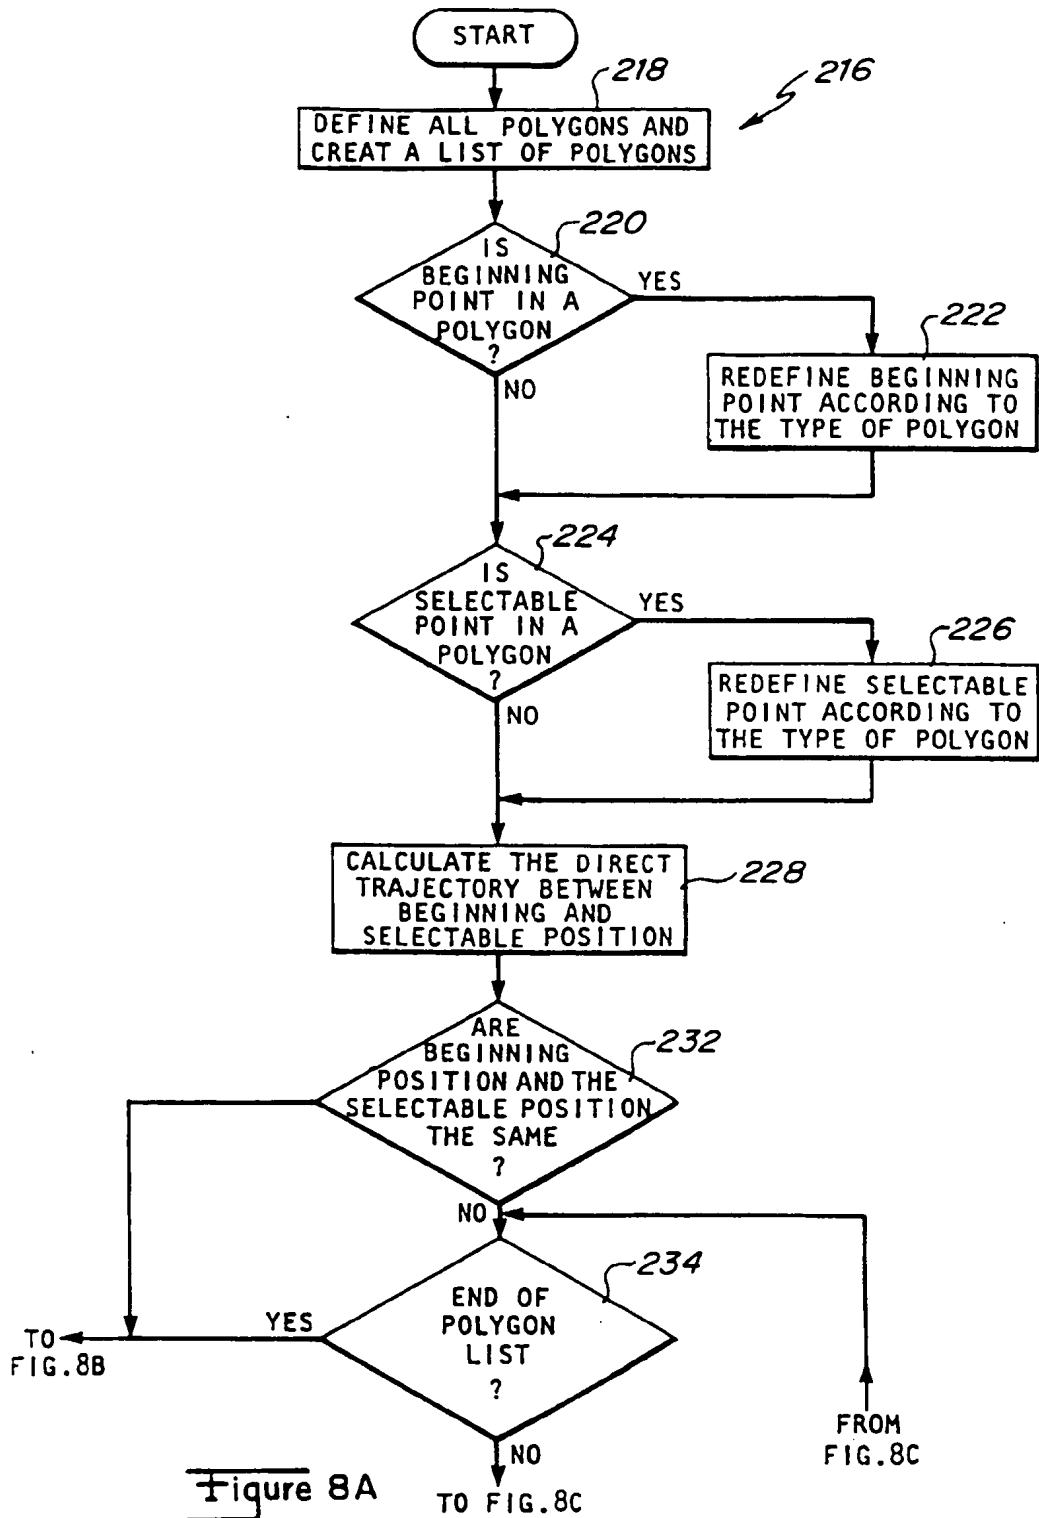 START
218
216
DEFINE ALL POLYGONS AND
CREAT A LIST OF POLYGONS
220
IS
BEGINNING
POINT IN A
POLYGON
?
YES
NO
222
REDEFINE BEGINNING
POINT ACCORDING TO
THE TYPE OF POLYGON
224
IS
SELECTABLE
POINT IN A
POLYGON
?
YES
NO
226
REDEFINE SELECTABLE
POINT ACCORDING TO
THE TYPE OF POLYGON
CALCULATE THE DIRECT
TRAJECTORY BETWEEN
BEGINNING AND
SELECTABLE POSITION
228
ARE
BEGINNING
POSITION AND THE
SELECTABLE POSITION
THE SAME
?
232
NO
234
END OF
POLYGON
LIST
?
YES
TO
FIG.8B
NO
TO FIG.8C
FROM
FIG.8C
Figure 8A